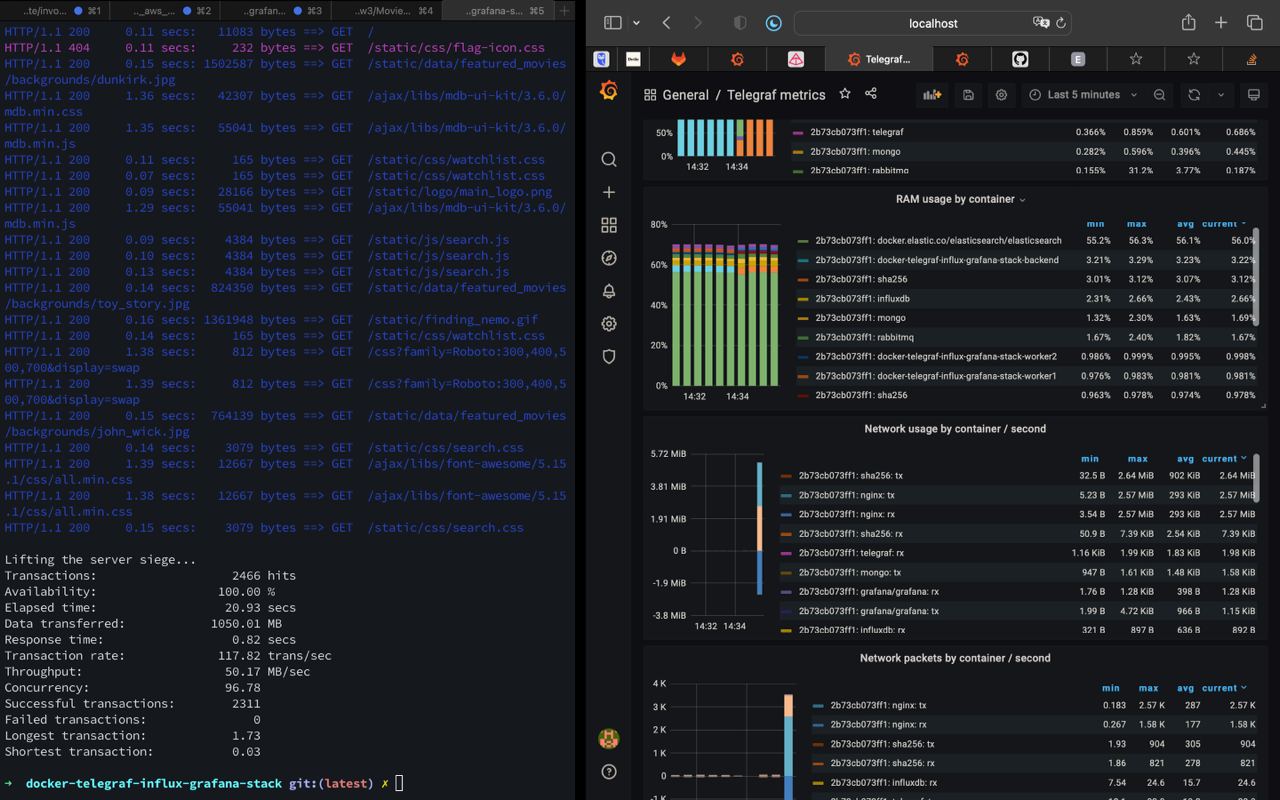 ..te/invo... ⌘1 .._aws_... ⌘2 ..grafan... ⌘3 ..w3/Movie... ⌘4 ..grafana-s... ⌘5
HTTP/1.1 200 0.11 secs: 11083 bytes ==> GET /
HTTP/1.1 404 0.11 secs: 232 bytes ==> GET /static/css/flag-icon.css
HTTP/1.1 200 0.15 secs: 1502587 bytes ==> GET /static/data/featured_movies
/backgrounds/dunkirk.jpg
HTTP/1.1 200 1.36 secs: 42307 bytes ==> GET /ajax/libs/mdb-ui-kit/3.6.0/
mdb.min.css
HTTP/1.1 200 1.35 secs: 55041 bytes ==> GET /ajax/libs/mdb-ui-kit/3.6.0/
mdb.min.js
HTTP/1.1 200 0.11 secs: 165 bytes ==> GET /static/css/watchlist.css
HTTP/1.1 200 0.07 secs: 165 bytes ==> GET /static/css/watchlist.css
HTTP/1.1 200 0.09 secs: 28166 bytes ==> GET /static/logo/main_logo.png
HTTP/1.1 200 1.29 secs: 55041 bytes ==> GET /ajax/libs/mdb-ui-kit/3.6.0/
mdb.min.js
HTTP/1.1 200 0.09 secs: 4384 bytes ==> GET /static/js/search.js
HTTP/1.1 200 0.10 secs: 4384 bytes ==> GET /static/js/search.js
HTTP/1.1 200 0.13 secs: 4384 bytes ==> GET /static/js/search.js
HTTP/1.1 200 0.14 secs: 824350 bytes ==> GET /static/data/featured_movies
/backgrounds/toy_story.jpg
HTTP/1.1 200 0.16 secs: 1361948 bytes ==> GET /static/finding_nemo.gif
HTTP/1.1 200 0.14 secs: 165 bytes ==> GET /static/css/watchlist.css
HTTP/1.1 200 1.38 secs: 812 bytes ==> GET /css?family=Roboto:300,400,5
00,700&display=swap
HTTP/1.1 200 1.39 secs: 812 bytes ==> GET /css?family=Roboto:300,400,5
00,700&display=swap
HTTP/1.1 200 0.15 secs: 764139 bytes ==> GET /static/data/featured_movies
/backgrounds/john_wick.jpg
HTTP/1.1 200 0.14 secs: 3079 bytes ==> GET /static/css/search.css
HTTP/1.1 200 1.39 secs: 12667 bytes ==> GET /ajax/libs/font-awesome/5.15
.1/css/all.min.css
HTTP/1.1 200 1.38 secs: 12667 bytes ==> GET /ajax/libs/font-awesome/5.15
.1/css/all.min.css
HTTP/1.1 200 0.15 secs: 3079 bytes ==> GET /static/css/search.css
Lifting the server siege...
Transactions: 2466 hits
Availability: 100.00 %
Elapsed time: 20.93 secs
Data transferred: 1050.01 MB
Response time: 0.82 secs
Transaction rate: 117.82 trans/sec
Throughput: 50.17 MB/sec
Concurrency: 96.78
Successful transactions: 2311
Failed transactions: 0
Longest transaction: 1.73
Shortest transaction: 0.03
→ docker-telegraf-influx-grafana-stack git:(latest) ✗
localhost
Telegraf...
E
General / Telegraf metrics
Last 5 minutes
50%
0%
14:32 14:34
2b73cb073ff1: telegraf 0.366% 0.859% 0.601% 0.686%
2b73cb073ff1: mongo 0.282% 0.596% 0.396% 0.445%
2b73cb073ff1: rabbitmq 0.155% 31.2% 3.77% 0.187%
RAM usage by container
80%
60%
40%
20%
0%
14:32 14:34
min max avg current
2b73cb073ff1: docker.elastic.co/elasticsearch/elasticsearch 55.2% 56.3% 56.1% 56.0%
2b73cb073ff1: docker-telegraf-influx-grafana-stack-backend 3.21% 3.29% 3.23% 3.22%
2b73cb073ff1: sha256 3.01% 3.12% 3.07% 3.12%
2b73cb073ff1: influxdb 2.31% 2.66% 2.43% 2.66%
2b73cb073ff1: mongo 1.32% 2.30% 1.63% 1.69%
2b73cb073ff1: rabbitmq 1.67% 2.40% 1.82% 1.67%
2b73cb073ff1: docker-telegraf-influx-grafana-stack-worker2 0.986% 0.999% 0.995% 0.998%
2b73cb073ff1: docker-telegraf-influx-grafana-stack-worker1 0.976% 0.983% 0.981% 0.981%
2b73cb073ff1: sha256 0.963% 0.978% 0.974% 0.978%
Network usage by container / second
5.72 MiB
3.81 MiB
1.91 MiB
0 B
-1.9 MiB
-3.8 MiB
14:32 14:34
min max avg current
2b73cb073ff1: sha256: tx 32.5 B 2.64 MiB 902 KiB 2.64 MiB
2b73cb073ff1: nginx: tx 5.23 B 2.57 MiB 293 KiB 2.57 MiB
2b73cb073ff1: nginx: rx 3.54 B 2.57 MiB 293 KiB 2.57 MiB
2b73cb073ff1: sha256: rx 50.9 B 7.39 KiB 2.54 KiB 7.39 KiB
2b73cb073ff1: telegraf: rx 1.16 KiB 1.99 KiB 1.83 KiB 1.98 KiB
2b73cb073ff1: mongo: tx 947 B 1.61 KiB 1.48 KiB 1.58 KiB
2b73cb073ff1: grafana/grafana: rx 1.76 B 1.28 KiB 398 B 1.28 KiB
2b73cb073ff1: grafana/grafana: tx 1.99 B 4.72 KiB 966 B 1.15 KiB
2b73cb073ff1: influxdb: rx 321 B 897 B 636 B 892 B
Network packets by container / second
4 K
3 K
2 K
1 K
0
-1 K
min max avg current
2b73cb073ff1: nginx: tx 0.183 2.57 K 287 2.57 K
2b73cb073ff1: nginx: rx 0.267 1.58 K 177 1.58 K
2b73cb073ff1: sha256: tx 1.93 904 305 904
2b73cb073ff1: sha256: rx 1.86 821 278 821
2b73cb073ff1: influxdb: rx 7.54 24.6 15.7 24.6